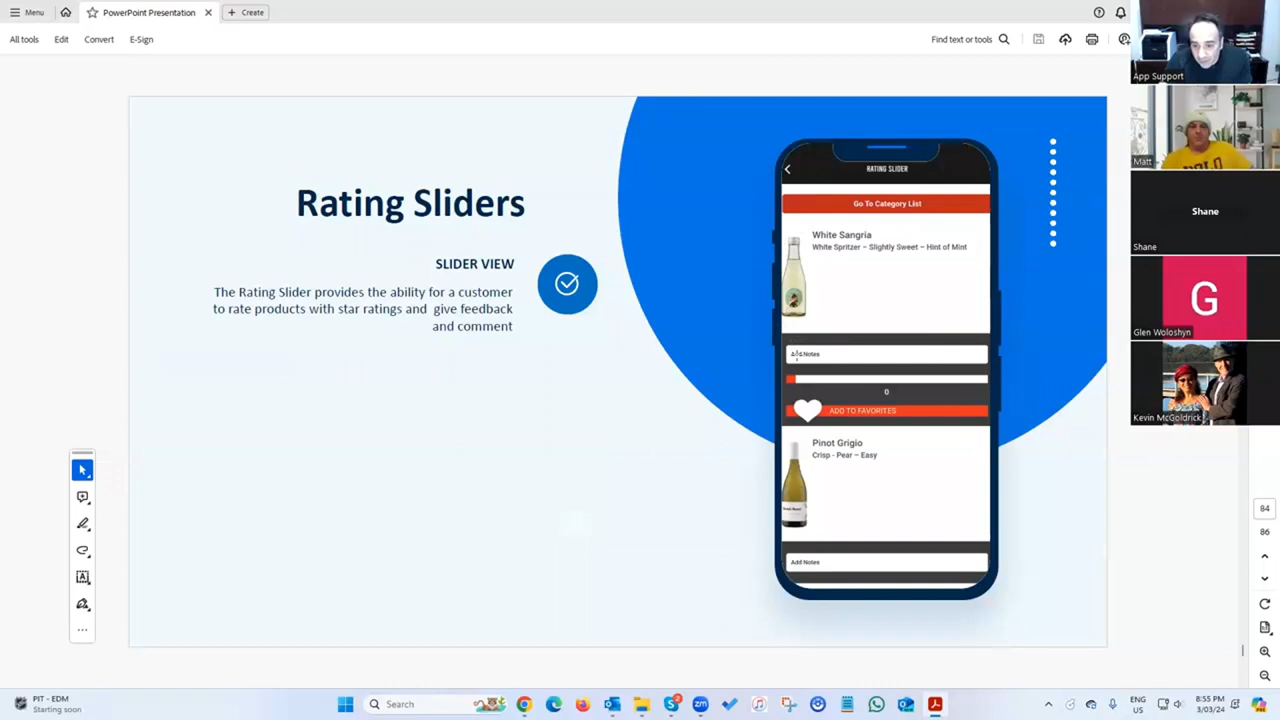 Menu
PowerPoint Presentation
Create
All tools
Edit
Convert
E-Sign
Find text or tools
App Support
Matt
Shane
Shane
G
Glen Woloshyn
Kevin McGoldrick
Rating Sliders
SLIDER VIEW
The Rating Slider provides the ability for a customer
to rate products with star ratings and give feedback
and comment
RATING SLIDER
Go To Category List
White Sangria
White Spritzer – Slightly Sweet – Hint of Mint
Add Notes
0
ADD TO FAVORITES
Pinot Grigio
Crisp - Pear – Easy
Add Notes
84
86
PIT - EDM
Starting soon
Search
2
ENG
US
8:55 PM
3/03/24